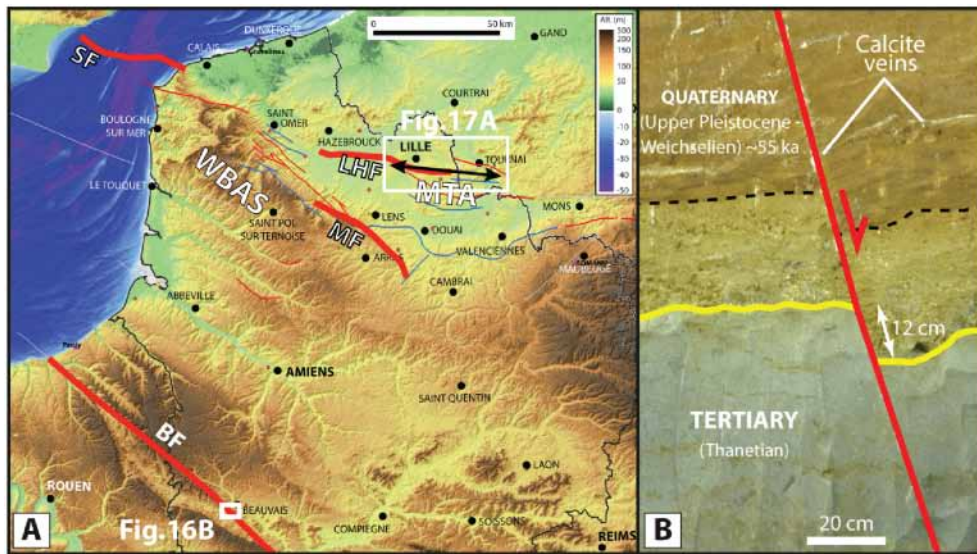 0
50 km
Alt. (m)
300
200
150
100
50
0
-10
-20
-30
-40
-50
DUNKERQUE
GAND
CALAIS
SF
COURTRAI
BOULOGNE
SUR MER
SAINT
OMER
Fig.17A
HAZEBROUCK
LILLE
TOURNAI
LHF
MTA
WBAS
LE TOUQUET
LENS
MONS
SAINT POL
SUR TERNOISE
DOUAI
MF
VALENCIENNES
ARRAS
MAUBEUGE
CAMBRAI
ABBEVILLE
AMIENS
SAINT QUENTIN
BF
LAON
ROUEN
BEAUVAIS
Fig.16B
COMPIEGNE
SOISSONS
REIMS
A
Calcite
veins
QUATERNARY
(Upper Pleistocene -
Weichselien) ~55 ka
12 cm
TERTIARY
(Thanetian)
20 cm
B